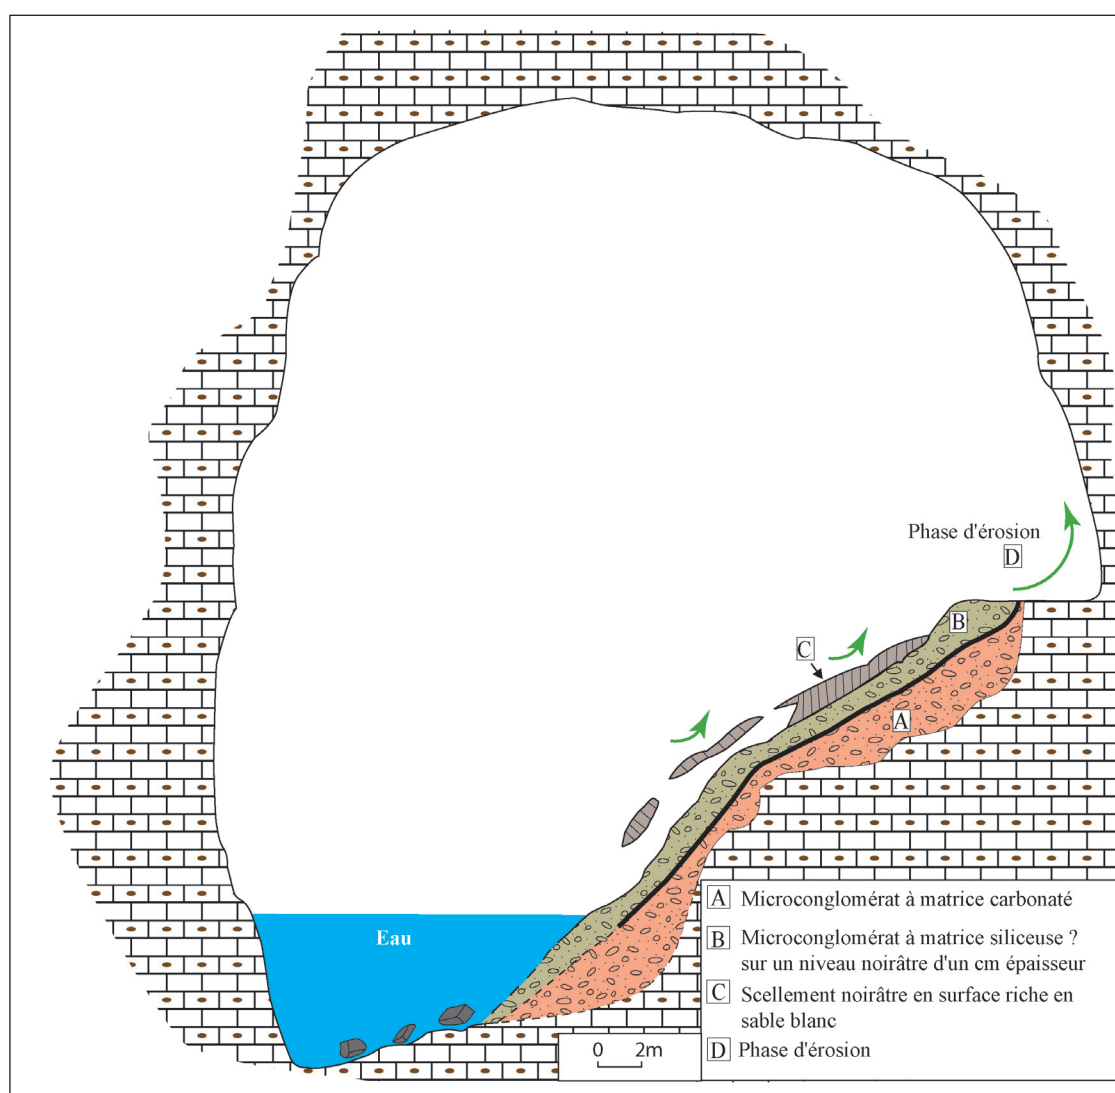 Phase d'érosion
D
B
C
A
Eau
A Microconglomérat à matrice carbonaté
B Microconglomérat à matrice siliceuse ?
sur un niveau noirâtre d'un cm épaisseur
C Scellement noirâtre en surface riche en
sable blanc
D Phase d'érosion
0 2m